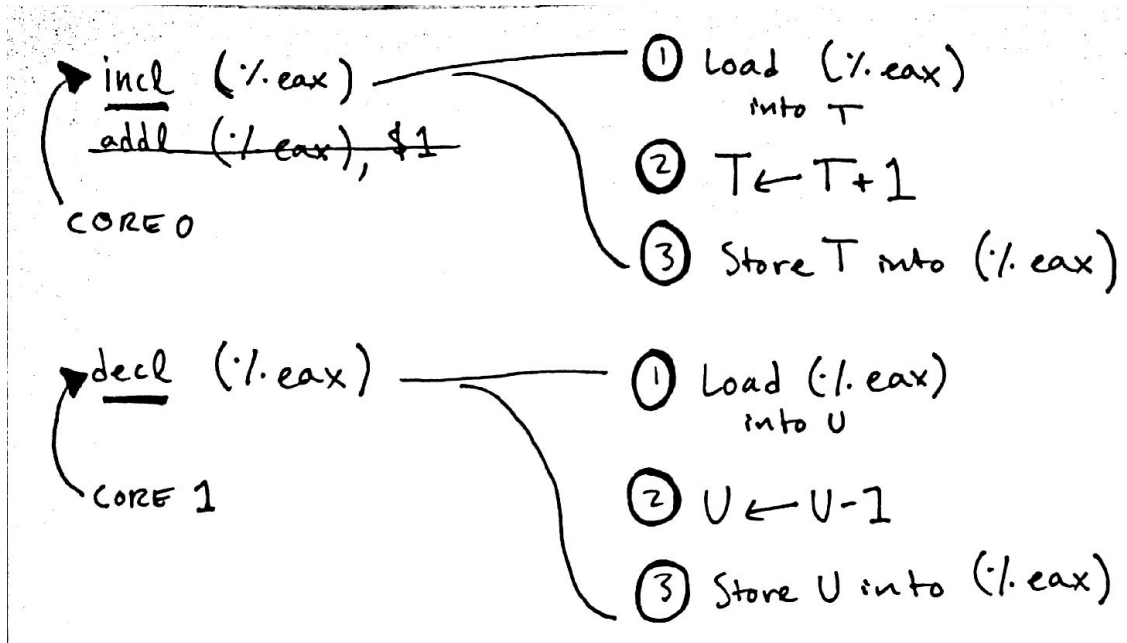 incl (%eax)
addl (%eax), $1
CORE 0
① Load (%eax)
into T
② T←T+1
③ Store T into (%eax)
decl (%eax)
CORE 1
① Load (%eax)
into U
② U←U-1
③ Store U into (%eax)